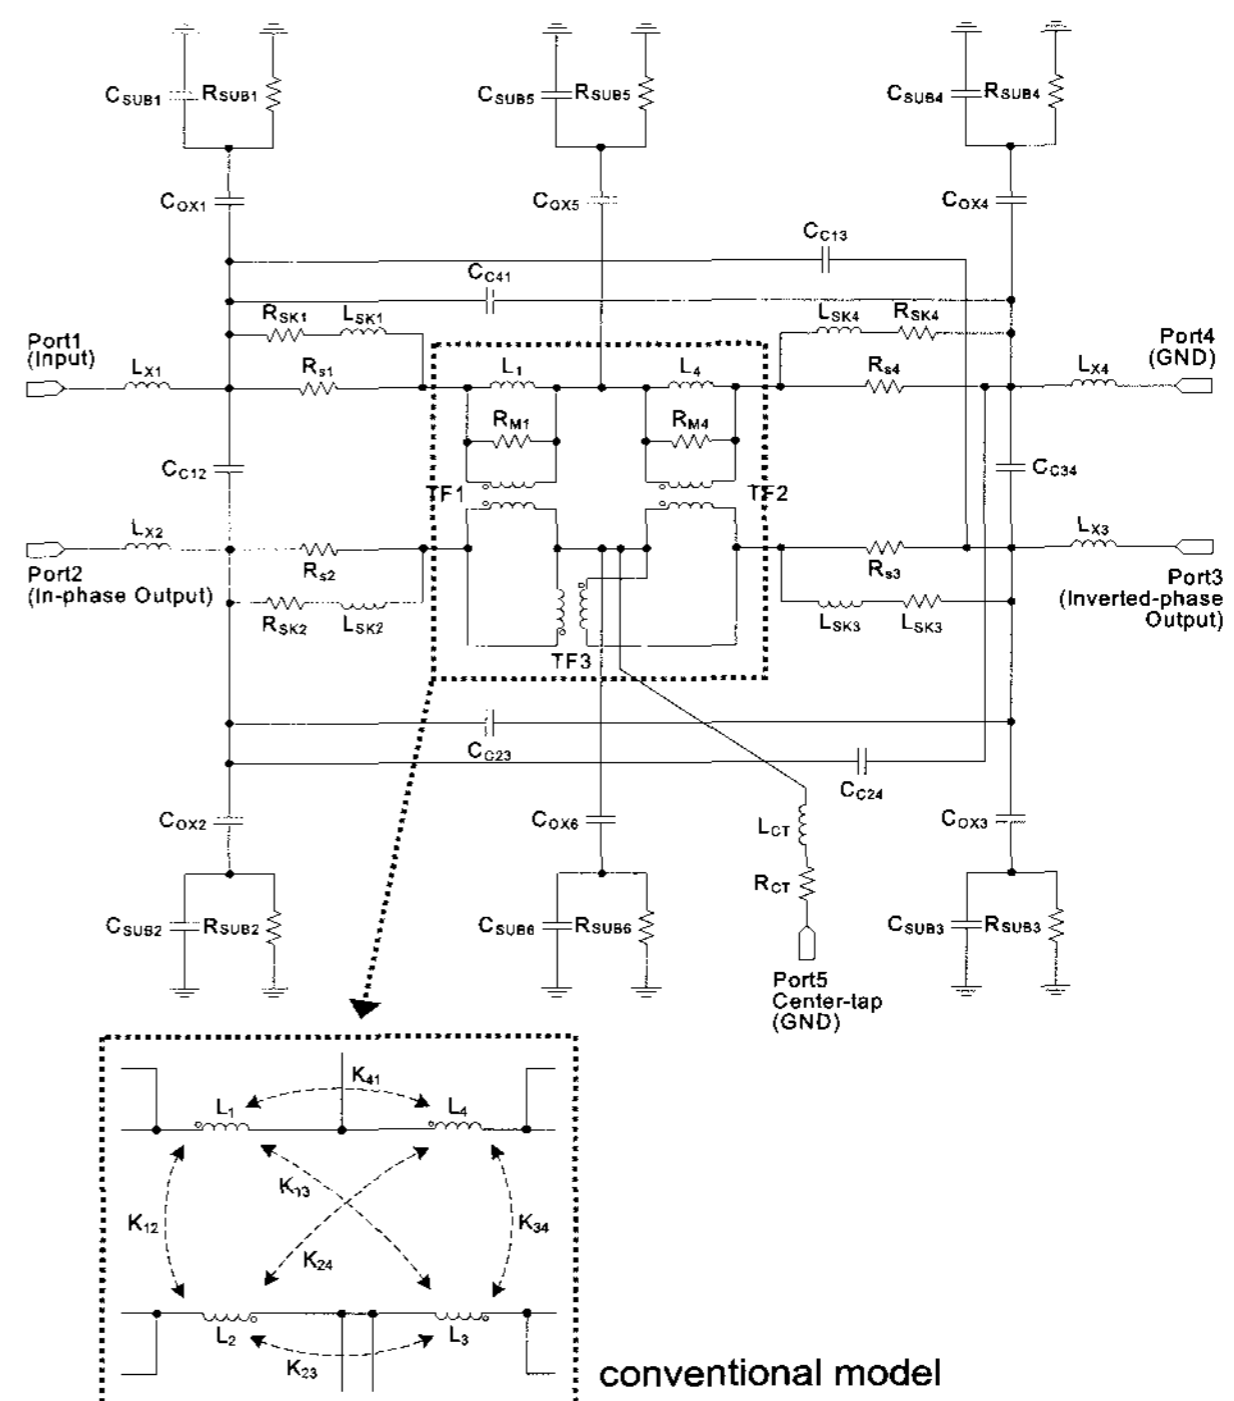 CSUB1 RSUB1 CSUB5 RSUB5 CSUB4 RSUB4
COX1 COX5 COX4
CC13
CC41
RSK1 LSK1 LSK4 RSK4
Port1
(Input)
Port4
(GND)
LX1 Rs1 L1 L4 Rs4 LX4
RM1 RM4
CC12 CC34
TF1 TF2
LX2 LX3
Rs2 Rs3
Port2
(In-phase Output)
Port3
(Inverted-phase
Output)
RSK2 LSK2 LSK3 LSK3
TF3
CC23
CC24
COX2 COX6 COX3
LCT
RCT
CSUB2 RSUB2 CSUB6 RSUB6 CSUB3 RSUB3
Port5
Center-tap
(GND)
K41
L1 L4
K13
K12 K34
K24
L2 L3
K23
conventional model